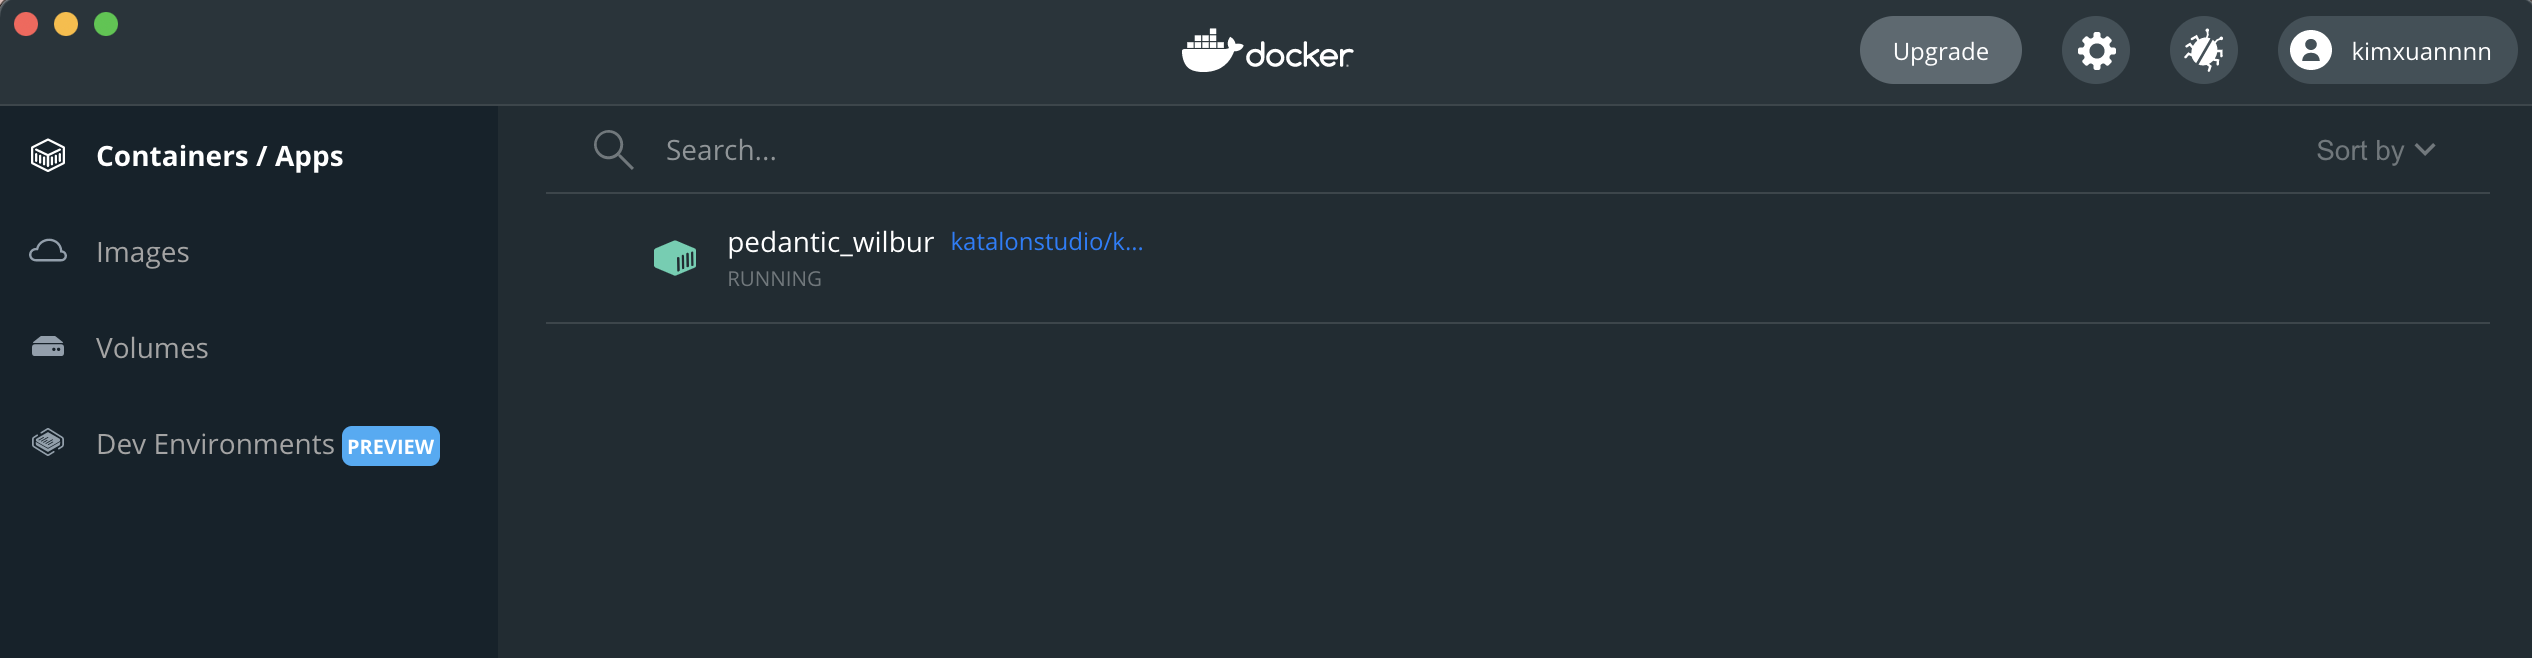 docker
Upgrade
kimxuannnn
Containers / Apps
Images
Volumes
Dev Environments PREVIEW
Search...
Sort by
pedantic_wilbur katalonstudio/k...
RUNNING